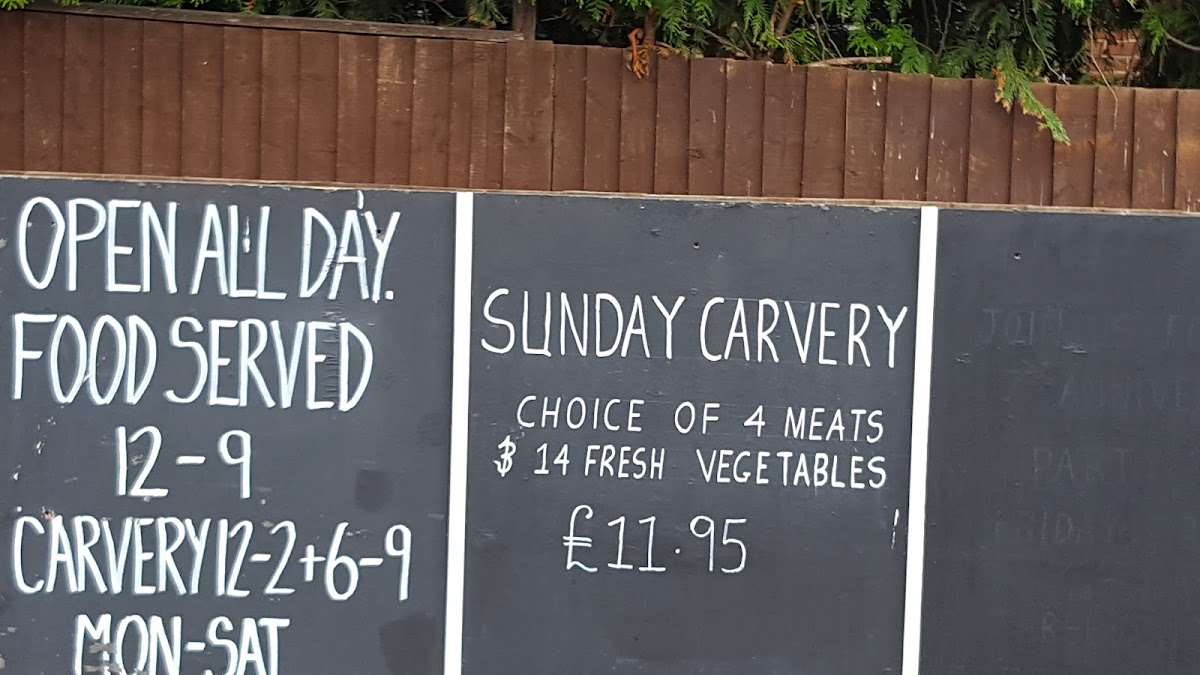 OPEN ALL DAY.
FOOD SERVED
12-9
CARVERY 12-2+6-9
MON-SAT
SUNDAY CARVERY
CHOICE OF 4 MEATS
& 14 FRESH VEGETABLES
£11.95